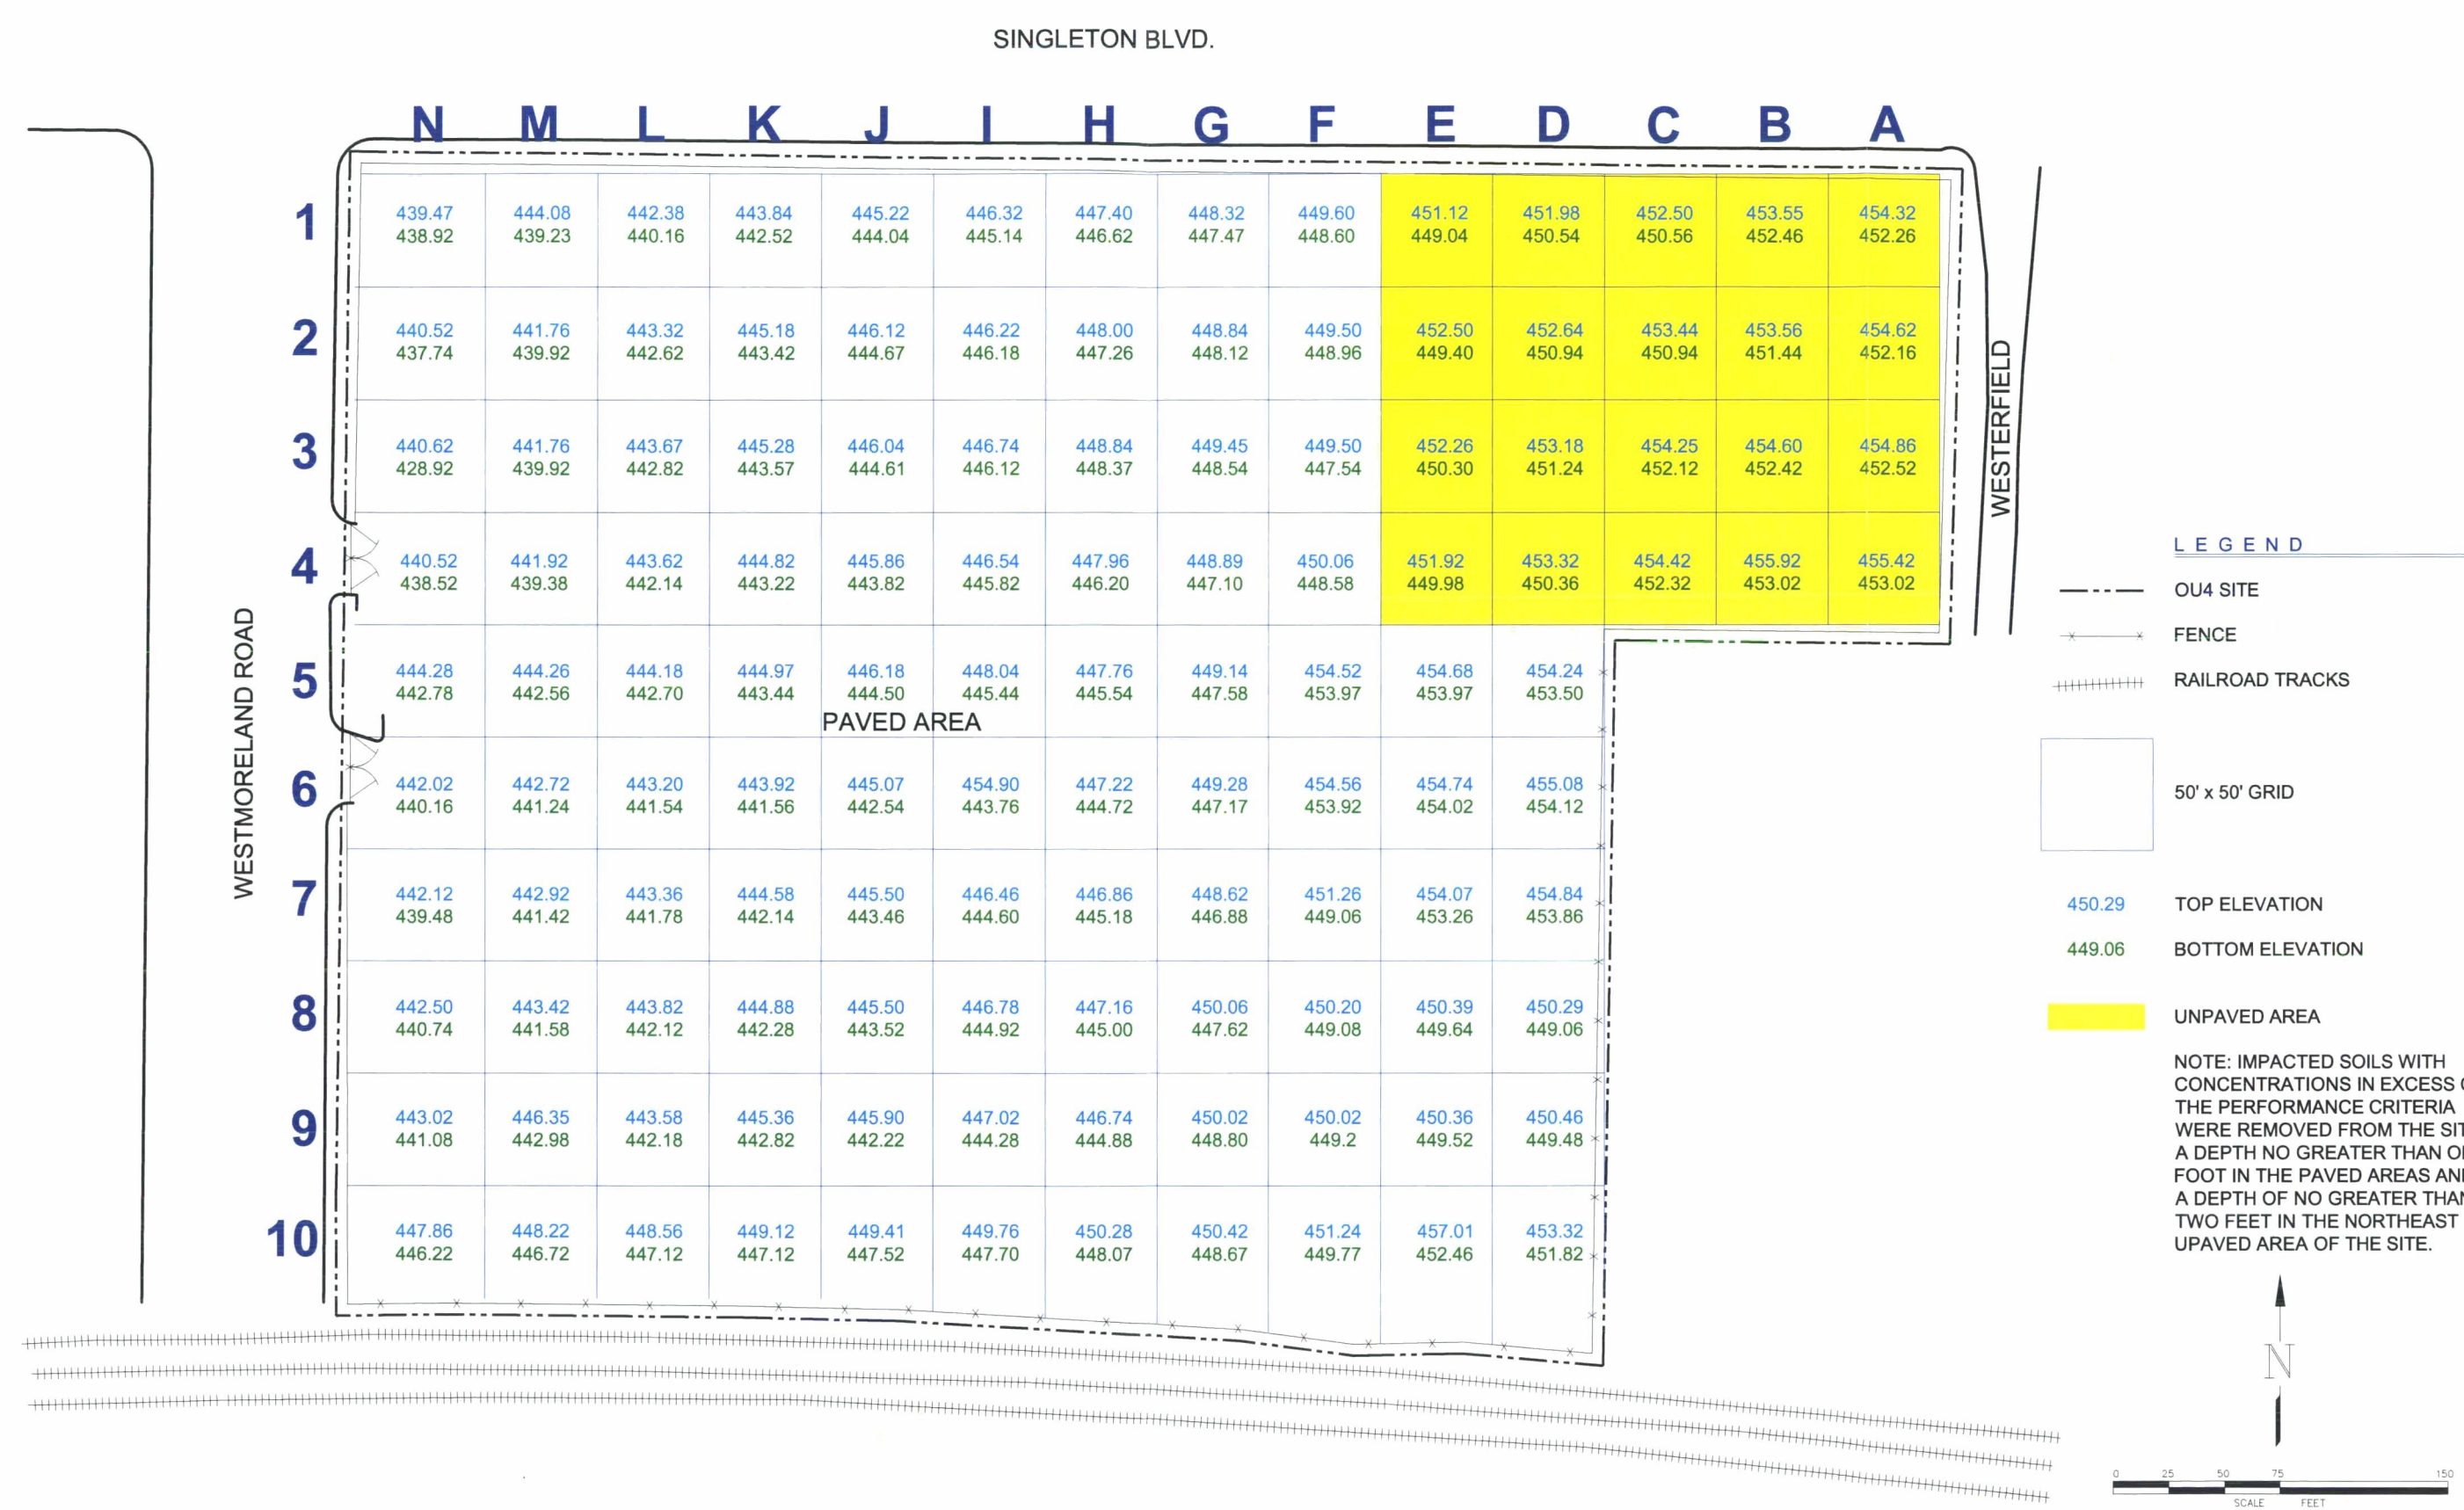 SINGLETON BLVD.
N M L K J I H G F E D C B A
1
439.47 444.08 442.38 443.84 445.22 446.32 447.40 448.32 449.60 451.12 451.98 452.50 453.55 454.32
438.92 439.23 440.16 442.52 444.04 445.14 446.62 447.47 448.60 449.04 450.54 450.56 452.46 452.26
2
440.52 441.76 443.32 445.18 446.12 446.22 448.00 448.84 449.50 452.50 452.64 453.44 453.56 454.62
437.74 439.92 442.62 443.42 444.67 446.18 447.26 448.12 448.96 449.40 450.94 450.94 451.44 452.16
3
440.62 441.76 443.67 445.28 446.04 446.74 448.84 449.45 449.50 452.26 453.18 454.25 454.60 454.86
428.92 439.92 442.82 443.57 444.61 446.12 448.37 448.54 447.54 450.30 451.24 452.12 452.42 452.52
4
440.52 441.92 443.62 444.82 445.86 446.54 447.96 448.89 450.06 451.92 453.32 454.42 455.92 455.42
438.52 439.38 442.14 443.22 443.82 445.82 446.20 447.10 448.58 449.98 450.36 452.32 453.02 453.02
5
444.28 444.26 444.18 444.97 446.18 448.04 447.76 449.14 454.52 454.68 454.24
442.78 442.56 442.70 443.44 444.50 445.44 445.54 447.58 453.97 453.97 453.50
PAVED AREA
6
442.02 442.72 443.20 443.92 445.07 454.90 447.22 449.28 454.56 454.74 455.08
440.16 441.24 441.54 441.56 442.54 443.76 444.72 447.17 453.92 454.02 454.12
7
442.12 442.92 443.36 444.58 445.50 446.46 446.86 448.62 451.26 454.07 454.84
439.48 441.42 441.78 442.14 443.46 444.60 445.18 446.88 449.06 453.26 453.86
8
442.50 443.42 443.82 444.88 445.50 446.78 447.16 450.06 450.20 450.39 450.29
440.74 441.58 442.12 442.28 443.52 444.92 445.00 447.62 449.08 449.64 449.06
9
443.02 446.35 443.58 445.36 445.90 447.02 446.74 450.02 450.02 450.36 450.46
441.08 442.98 442.18 442.82 442.22 444.28 444.88 448.80 449.2 449.52 449.48
10
447.86 448.22 448.56 449.12 449.41 449.76 450.28 450.42 451.24 457.01 453.32
446.22 446.72 447.12 447.12 447.52 447.70 448.07 448.67 449.77 452.46 451.82
WESTMORELAND ROAD
WESTERFIELD
LEGEND
OU4 SITE
FENCE
RAILROAD TRACKS
50' x 50' GRID
450.29 TOP ELEVATION
449.06 BOTTOM ELEVATION
UNPAVED AREA
NOTE: IMPACTED SOILS WITH
CONCENTRATIONS IN EXCESS
THE PERFORMANCE CRITERIA
WERE REMOVED FROM THE
A DEPTH NO GREATER THAN
FOOT IN THE PAVED AREAS
A DEPTH OF NO GREATER
TWO FEET IN THE NORTHEAST
UPAVED AREA OF THE SITE.
N
0 25 50 75 150
SCALE FEET